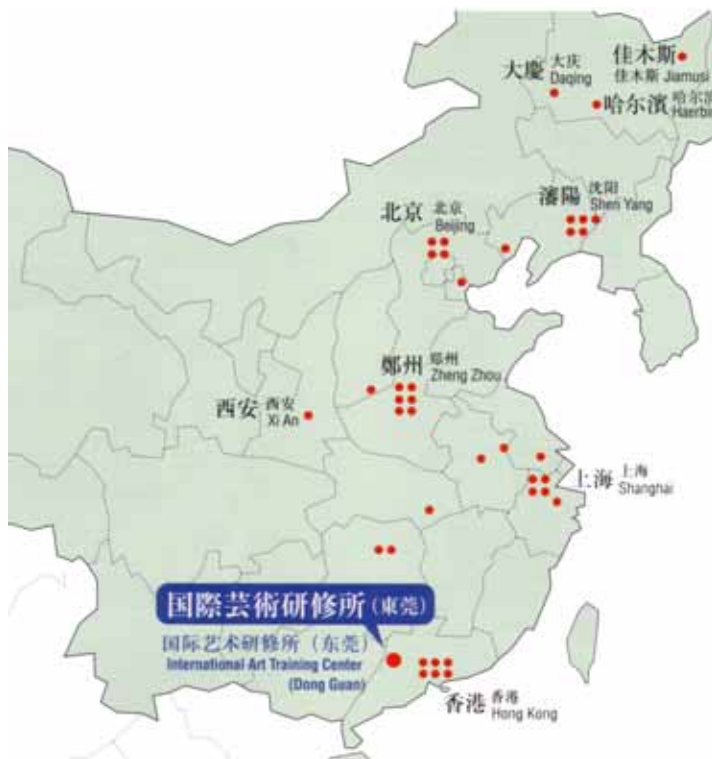 佳木斯
佳木斯 Jiamusi
大慶 大庆
Daqing
哈尔濱 哈尔滨
Haerbin
瀋陽 沈阳
Shen Yang
北京 北京
Beijing
鄭州 郑州
Zheng Zhou
西安 西安
Xi An
上海 上海
Shanghai
国際芸術研修所(東莞)
国际艺术研修所(东莞)
International Art Training Center
(Dong Guan)
香港 香港
Hong Kong